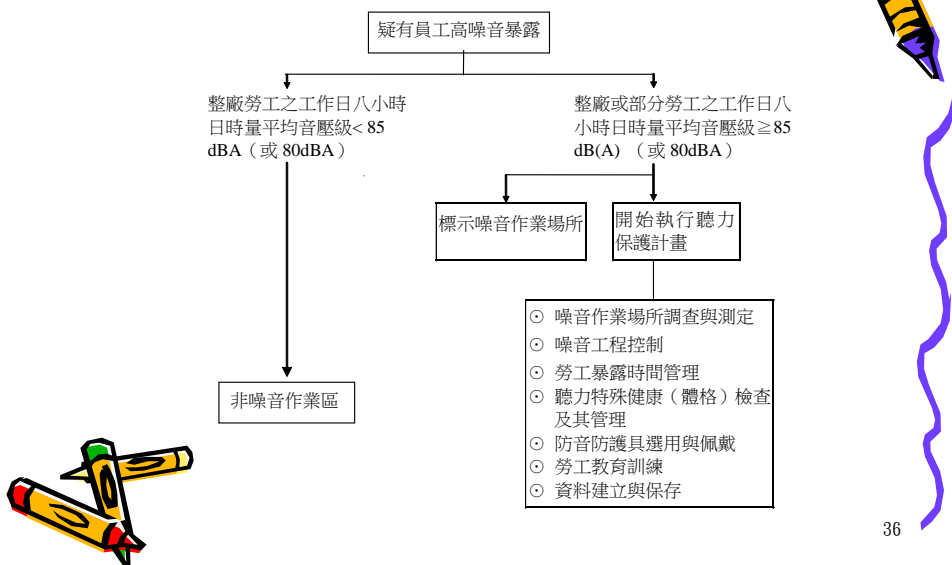 疑有員工高噪音暴露
整廠勞工之工作日八小時
日時量平均音壓級< 85
dBA（或 80dBA）
整廠或部分勞工之工作日八
小時日時量平均音壓級≧85
dB(A) （或 80dBA）
標示噪音作業場所
開始執行聽力
保護計畫
⊙ 噪音作業場所調查與測定
⊙ 噪音工程控制
⊙ 勞工暴露時間管理
⊙ 聽力特殊健康（體格）檢查
及其管理
⊙ 防音防護具選用與佩戴
⊙ 勞工教育訓練
⊙ 資料建立與保存
非噪音作業區
36